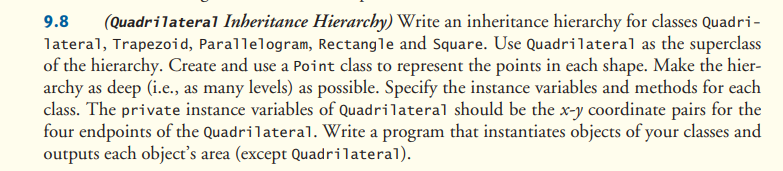 9.8 (Quadrilateral Inheritance Hierarchy) Write an inheritance hierarchy for classes Quadri-
lateral, Trapezoid, Parallelogram, Rectangle and Square. Use Quadrilateral as the superclass
of the hierarchy. Create and use a Point class to represent the points in each shape. Make the hier-
archy as deep (i.e., as many levels) as possible. Specify the instance variables and methods for each
class. The private instance variables of Quadrilateral should be the x-y coordinate pairs for the
four endpoints of the Quadrilateral. Write a program that instantiates objects of your classes and
outputs each object's area (except Quadrilateral).